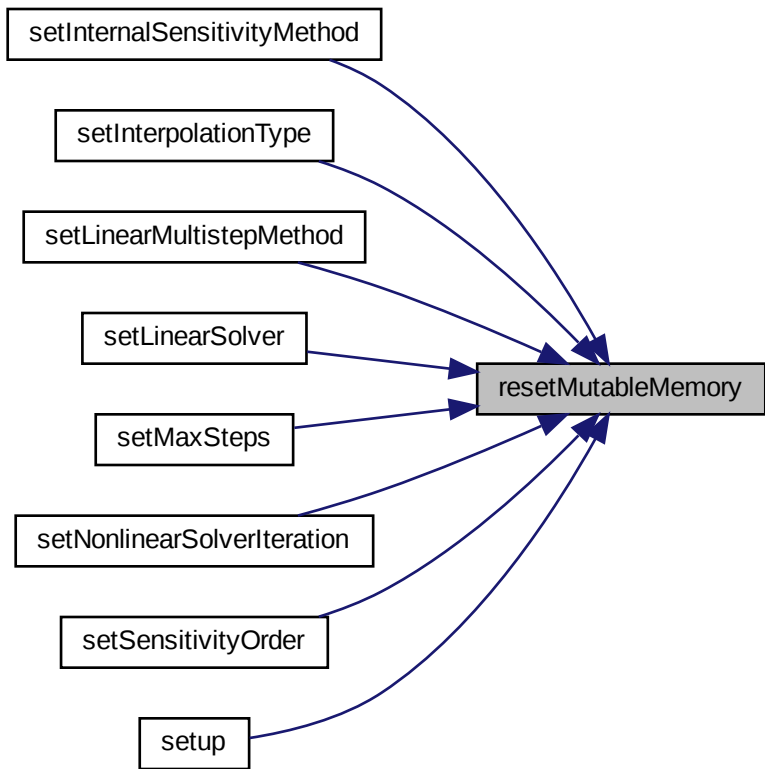 setInternalSensitivityMethod
setInterpolationType
setLinearMultistepMethod
setLinearSolver
resetMutableMemory
setMaxSteps
setNonlinearSolverIteration
setSensitivityOrder
setup